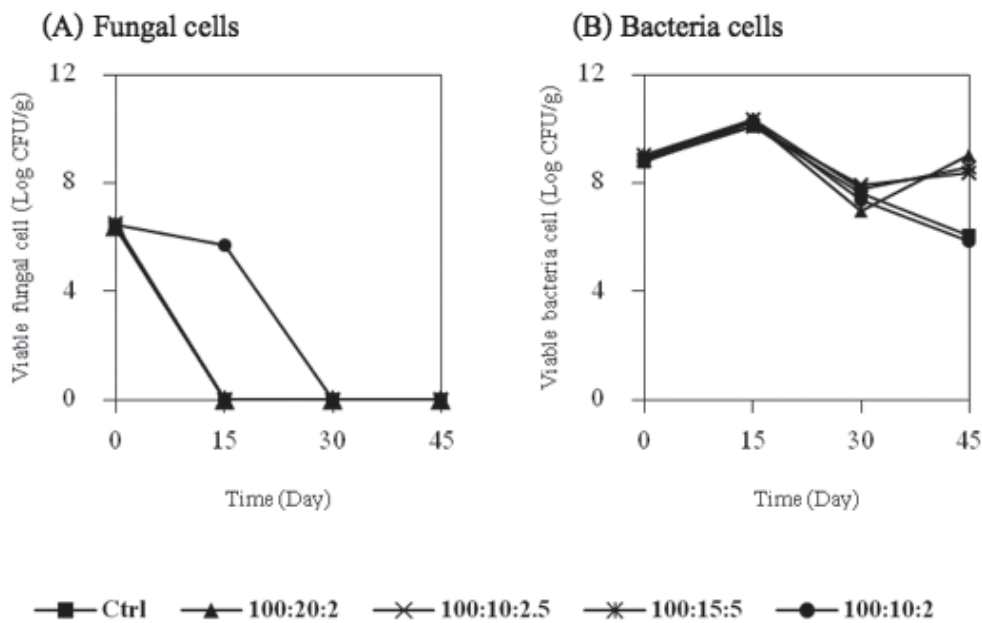 (A) Fungal cells
(B) Bacteria cells
Viable fungal cell (Log CFU/g)
12
8
4
0
0 15 30 45
Time (Day)
Viable bacteria cell (Log CFU/g)
12
8
4
0
0 15 30 45
Time (Day)
Ctrl 100:20:2 100:10:2.5 100:15:5 100:10:2